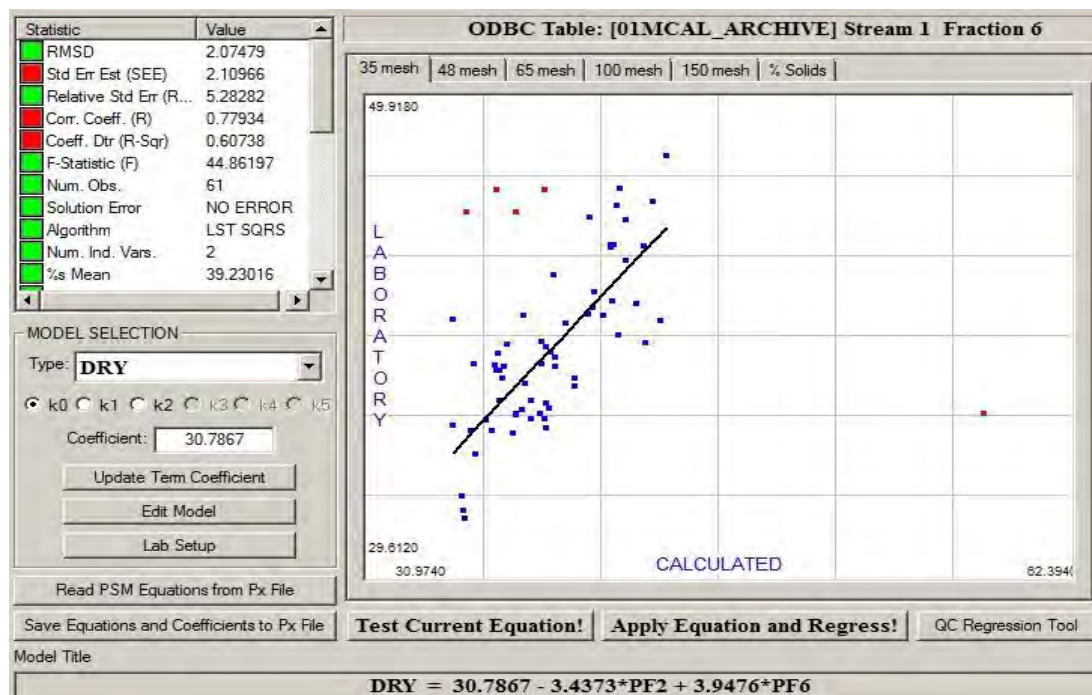 Statistic Value
RMSD 2.07479
Std Err Est (SEE) 2.10966
Relative Std Err (R... 5.28282
Corr. Coeff. (R) 0.77934
Coeff. Dtr (R-Sqr) 0.60738
F-Statistic (F) 44.86197
Num. Obs. 61
Solution Error NO ERROR
Algorithm LST SQRS
Num. Ind. Vars. 2
%s Mean 39.23016
MODEL SELECTION
Type: DRY
k0 k1 k2 k3 k4 k5
Coefficient: 30.7867
Update Term Coefficient
Edit Model
Lab Setup
Read PSM Equations from Px File
Save Equations and Coefficients to Px File
ODBC Table: [01MCAL_ARCHIVE] Stream 1 Fraction 6
35 mesh 48 mesh 65 mesh 100 mesh 150 mesh % Solids
49.9180
LABORATORY
29.6120
30.9740 CALCULATED 62.3940
Test Current Equation! Apply Equation and Regress! QC Regression Tool
Model Title
DRY = 30.7867 - 3.4373*PF2 + 3.9476*PF6